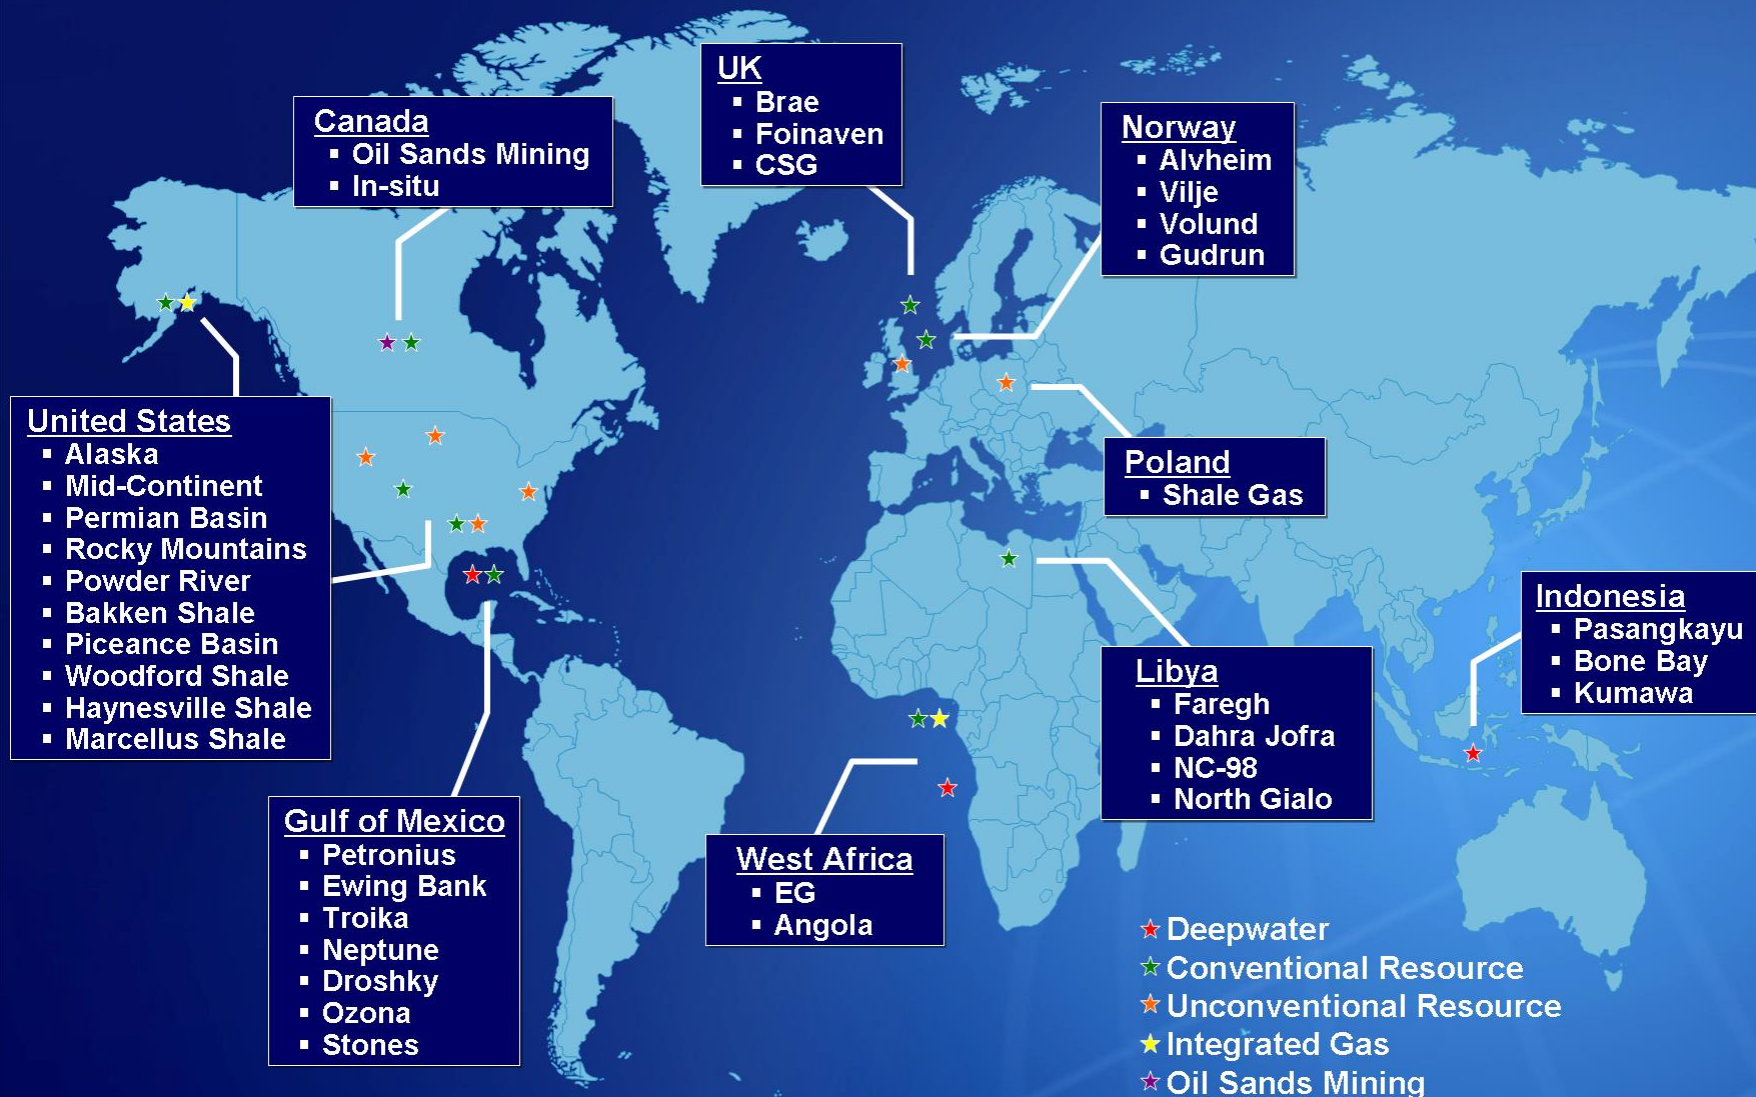 UK
▪ Brae
▪ Foinaven
▪ CSG
Canada
▪ Oil Sands Mining
▪ In-situ
Norway
▪ Alvheim
▪ Vilje
▪ Volund
▪ Gudrun
United States
▪ Alaska
▪ Mid-Continent
▪ Permian Basin
▪ Rocky Mountains
▪ Powder River
▪ Bakken Shale
▪ Piceance Basin
▪ Woodford Shale
▪ Haynesville Shale
▪ Marcellus Shale
Poland
▪ Shale Gas
Indonesia
▪ Pasangkayu
▪ Bone Bay
▪ Kumawa
Libya
▪ Faregh
▪ Dahra Jofra
▪ NC-98
▪ North Gialo
Gulf of Mexico
▪ Petronius
▪ Ewing Bank
▪ Troika
▪ Neptune
▪ Droshky
▪ Ozona
▪ Stones
West Africa
▪ EG
▪ Angola
Deepwater
Conventional Resource
Unconventional Resource
Integrated Gas
Oil Sands Mining